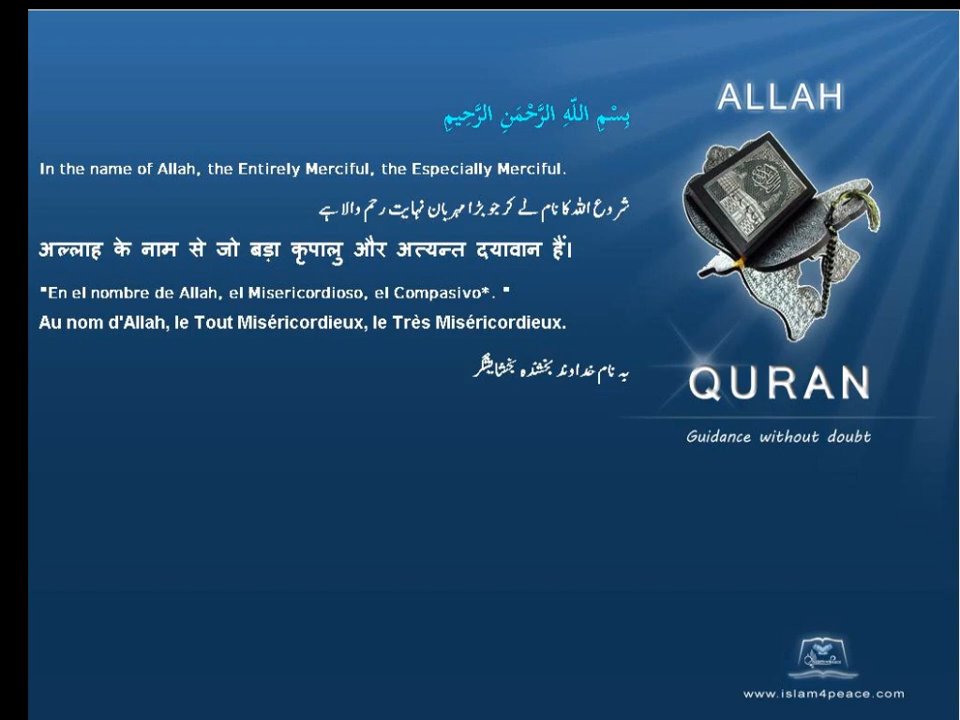 بِسْمِ اللّهِ الرَّحْمَنِ الرَّحِيمِ
In the name of Allah, the Entirely Merciful, the Especially Merciful.
شروع الله کا نام لے کر جو بڑا مہربان نہایت رحم والا ہے
अल्लाह के नाम से जो बड़ा कृपालु और अत्यन्त दयावान हैं।
"En el nombre de Allah, el Misericordioso, el Compasivo*. "
Au nom d'Allah, le Tout Miséricordieux, le Très Miséricordieux.
به نام خداوند بخشنده بخشایشگر
ALLAH
QURAN
Guidance without doubt
www.islam4peace.com